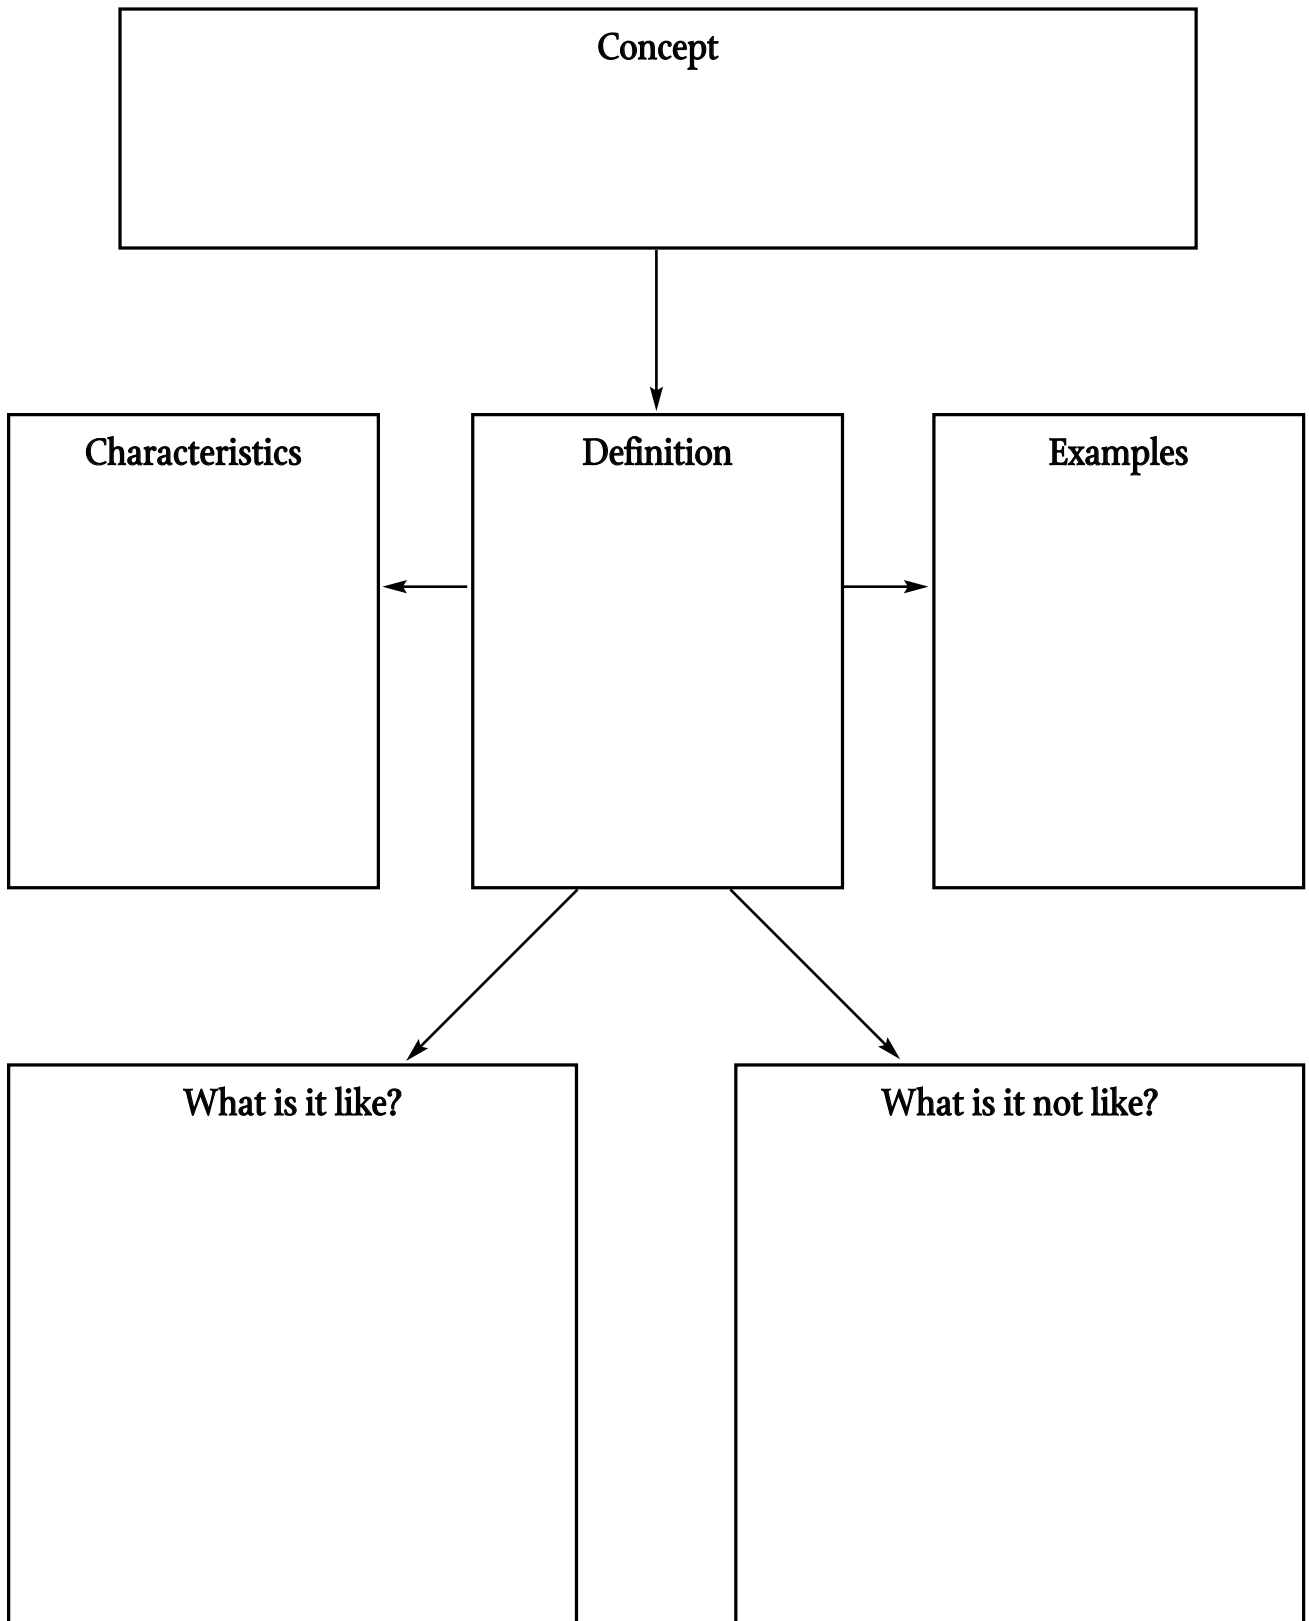 Concept
Characteristics
Definition
Examples
What is it like?
What is it not like?